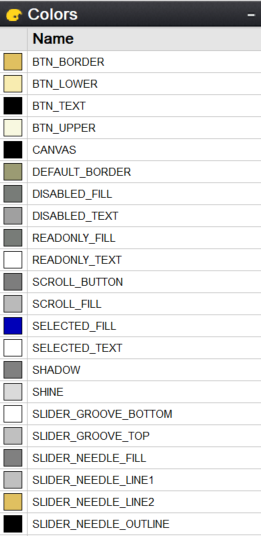 Colors
Name
BTN_BORDER
BTN_LOWER
BTN_TEXT
BTN_UPPER
CANVAS
DEFAULT_BORDER
DISABLED_FILL
DISABLED_TEXT
READONLY_FILL
READONLY_TEXT
SCROLL_BUTTON
SCROLL_FILL
SELECTED_FILL
SELECTED_TEXT
SHADOW
SHINE
SLIDER_GROOVE_BOTTOM
SLIDER_GROOVE_TOP
SLIDER_NEEDLE_FILL
SLIDER_NEEDLE_LINE1
SLIDER_NEEDLE_LINE2
SLIDER_NEEDLE_OUTLINE